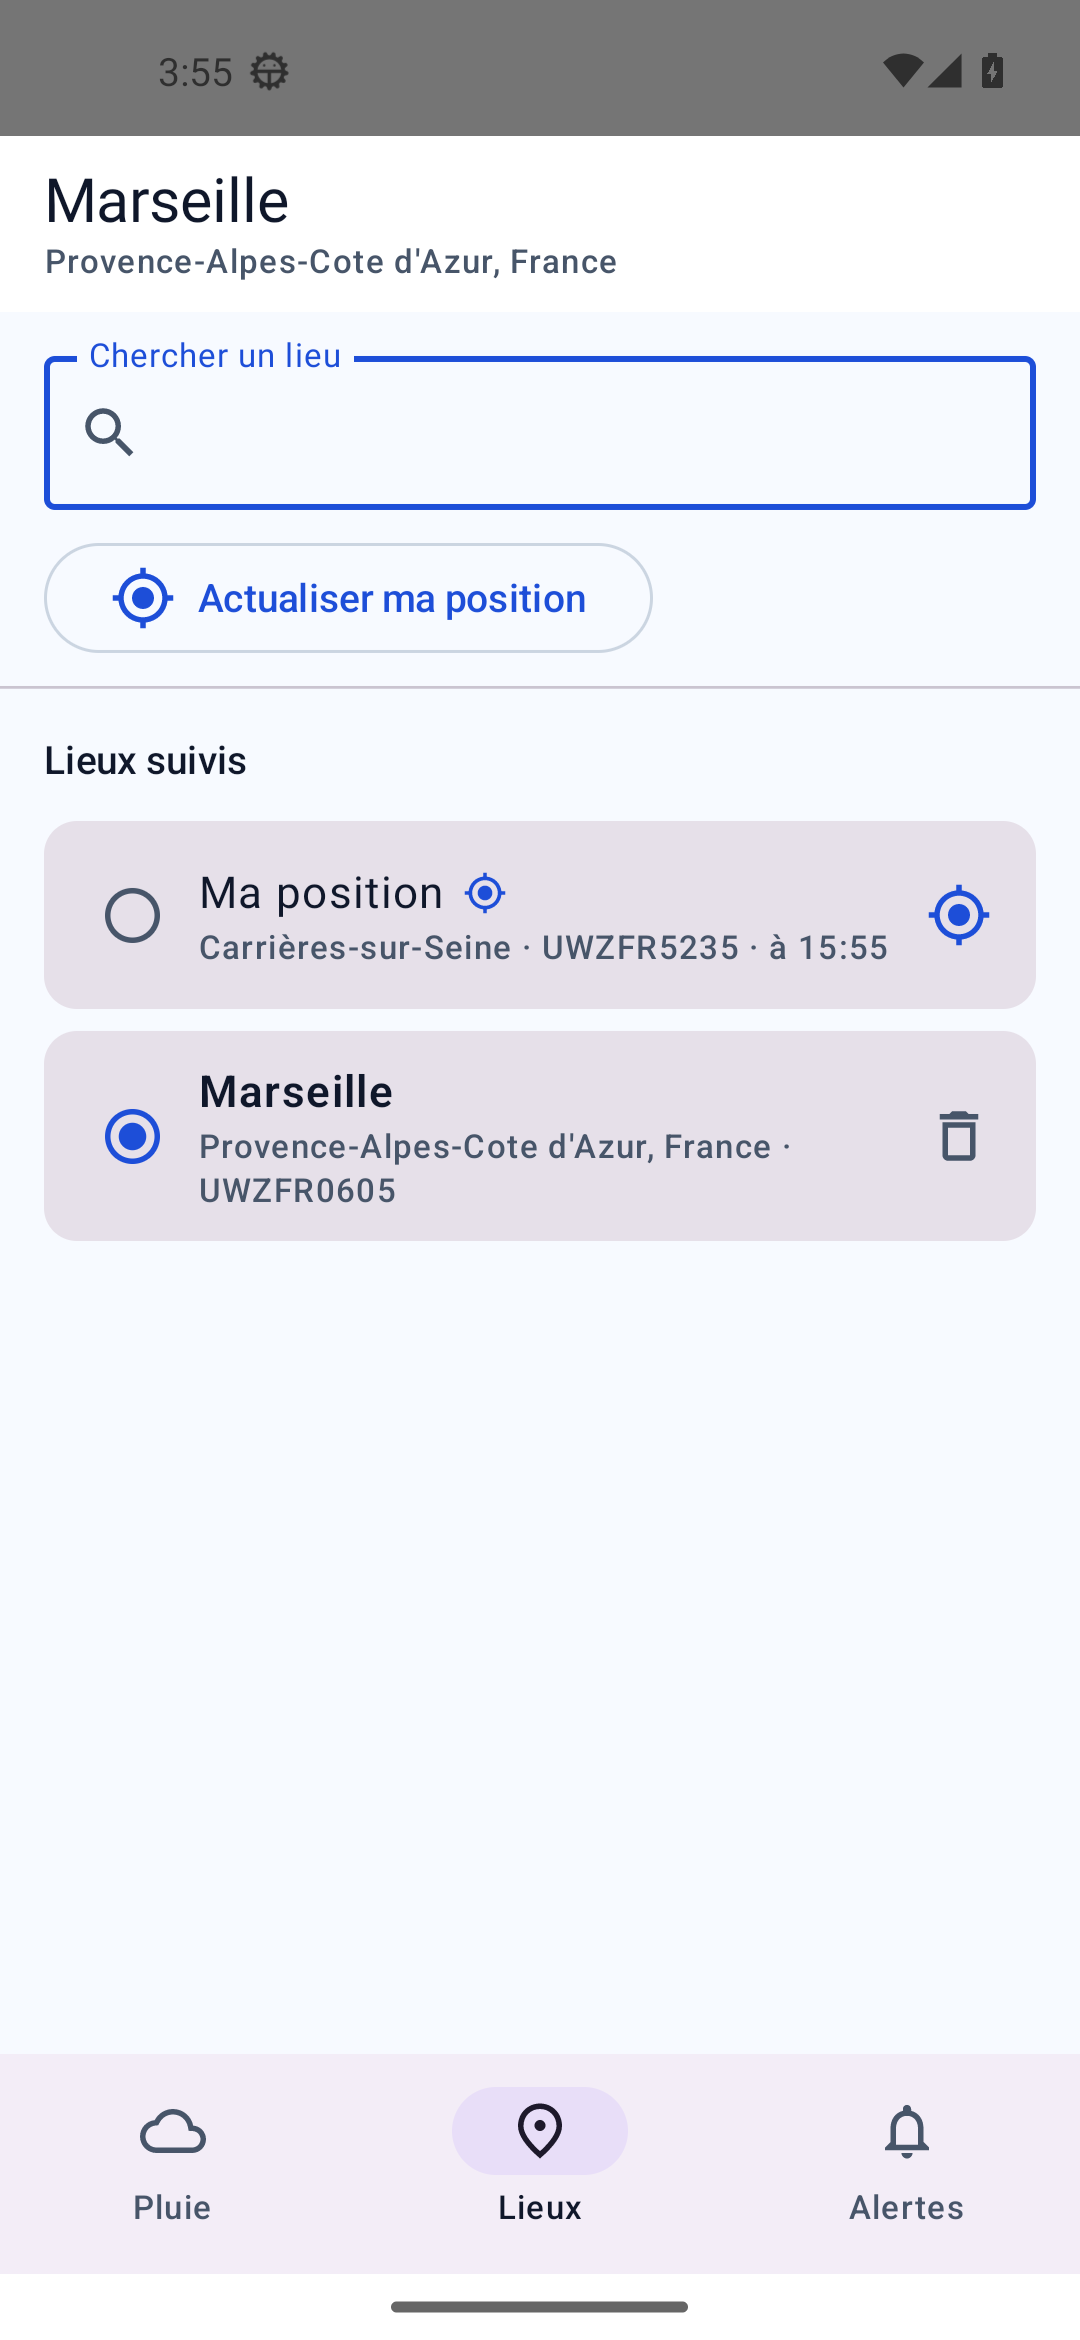 3:55
Marseille
Provence-Alpes-Cote d'Azur, France
Chercher un lieu
Actualiser ma position
Lieux suivis
Ma position
Carrières-sur-Seine · UWZFR5235 · à 15:55
Marseille
Provence-Alpes-Cote d'Azur, France ·
UWZFR0605
Pluie
Lieux
Alertes